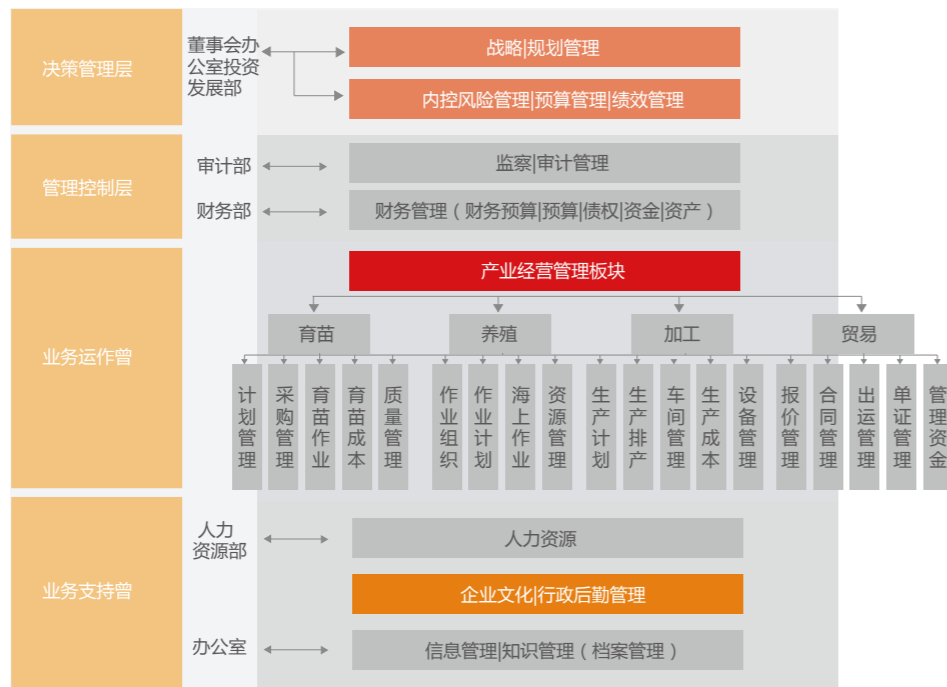 决策管理层
董事会办
公室投资
发展部
战略|规划管理
内控风险管理|预算管理|绩效管理
管理控制层
审计部
监察|审计管理
财务部
财务管理（财务预算|预算|债权|资金|资产）
业务运作曾
产业经营管理板块
育苗
养殖
加工
贸易
计划管理
采购管理
育苗作业
育苗成本
质量管理
作业组织
作业计划
海上作业
资源管理
生产计划
生产排产
车间管理
生产成本
设备管理
报价管理
合同管理
出运管理
单证管理
管理资金
业务支持曾
人力
资源部
人力资源
企业文化|行政后勤管理
办公室
信息管理|知识管理（档案管理）